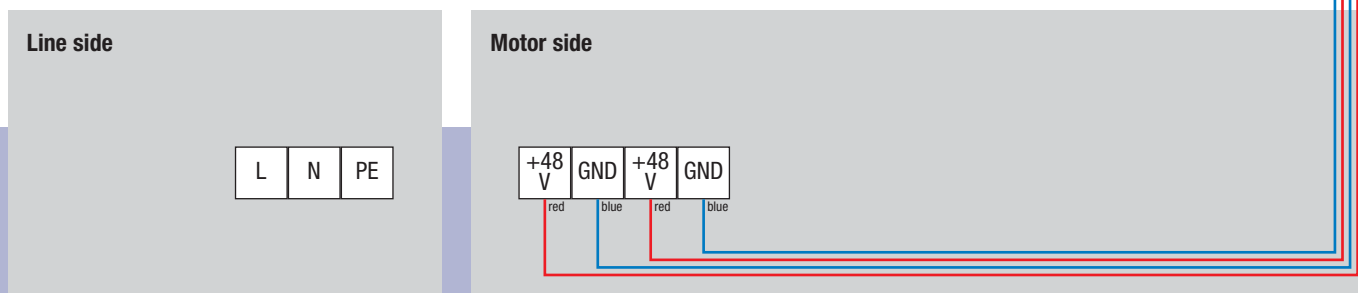 Line side
Motor side
L N PE
+48 V GND +48 V GND
red blue red blue